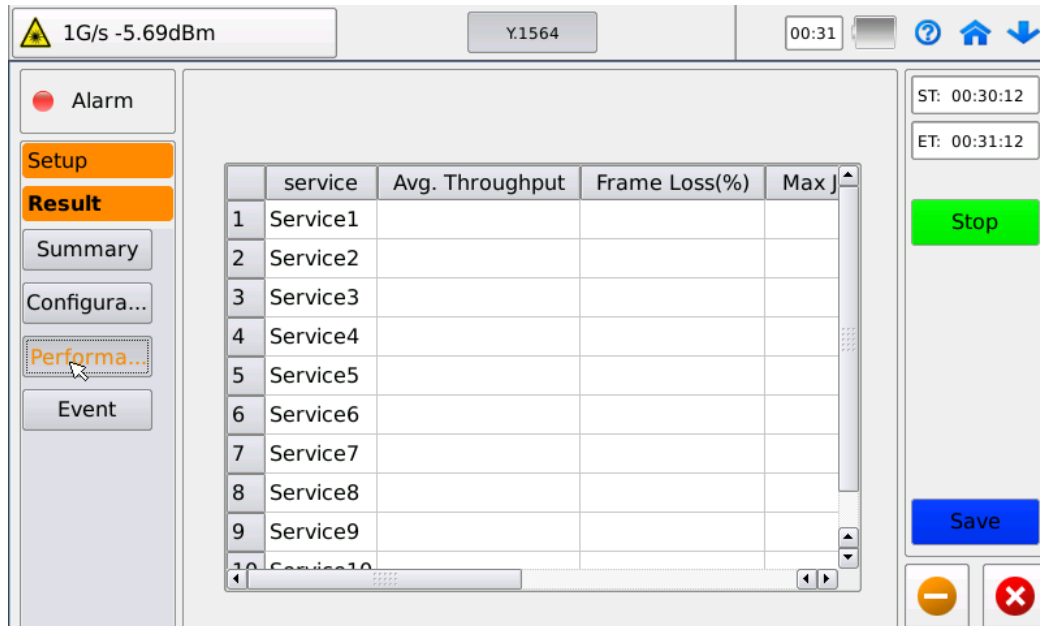 1G/s -5.69dBm
Y.1564
00:31
Alarm
ST: 00:30:12
ET: 00:31:12
Setup
Result
Summary
Configura...
Performa...
Event
service Avg. Throughput Frame Loss(%) Max J
1 Service1
2 Service2
3 Service3
4 Service4
5 Service5
6 Service6
7 Service7
8 Service8
9 Service9
10 Service10
Stop
Save